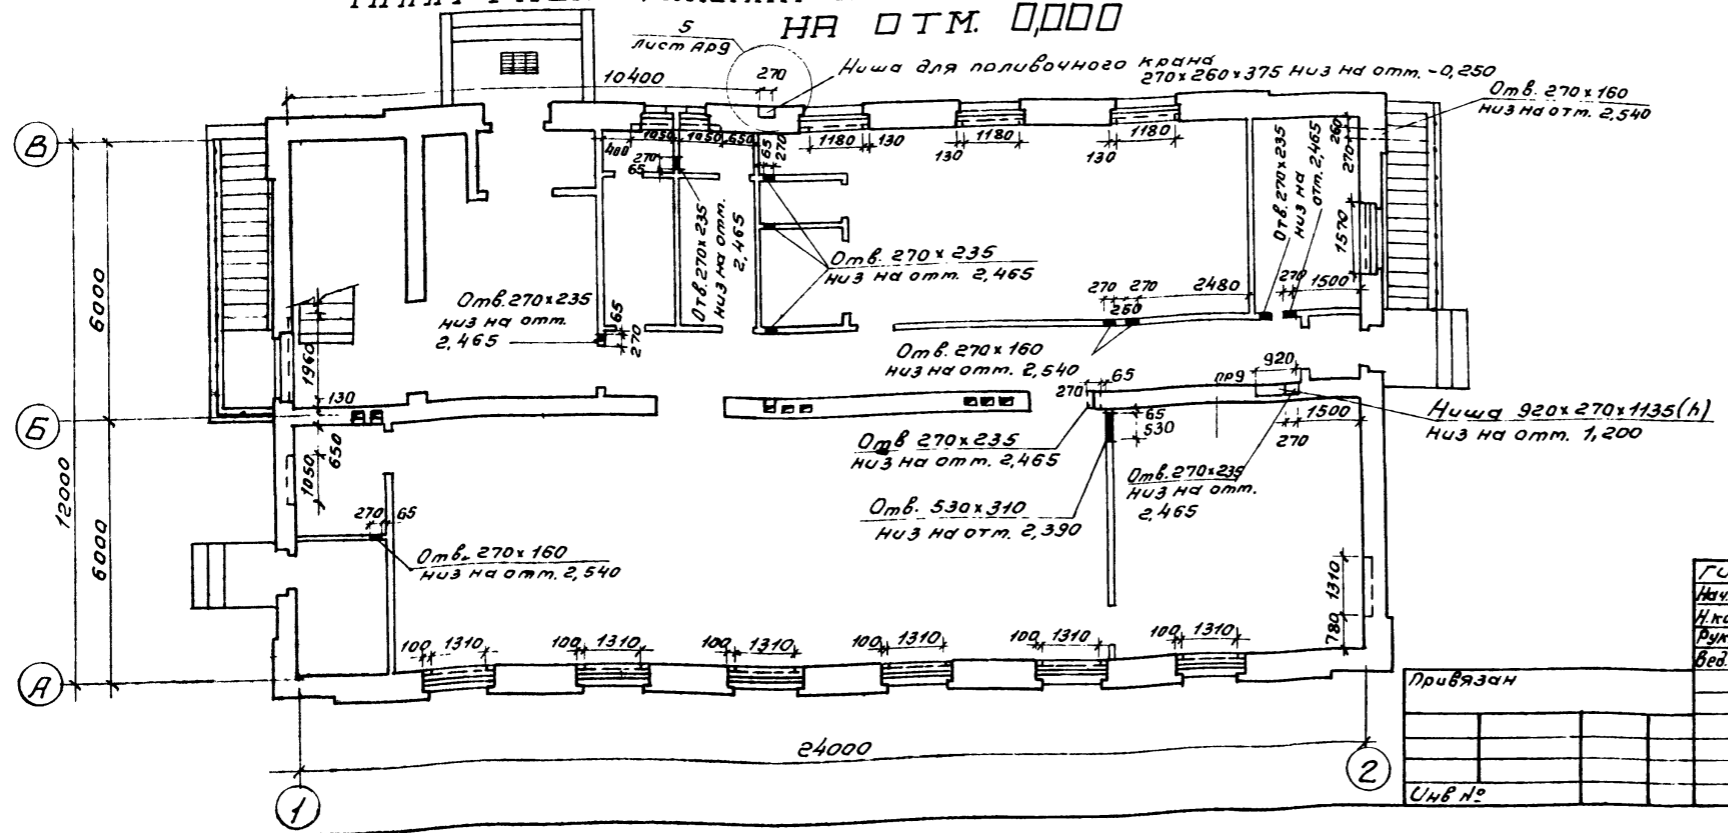 НА ОТМ. 0,000
5
Лист АР9
10400
270
Ниша для поливочного крана
270х260х375 Низ на отм. -0,250
Отв. 270х160
низ на отм. 2,540
В
480
1050
1050
650
270
65
65
270
1180
130
130
1180
130
1180
260
270
Отв. 270х235
низ на
отм. 2,465
1570
Отв. 270х235
низ на отм.
2,465
Отв. 270х235
низ на отм. 2,465
6000
Отв. 270х235
низ на отм.
2,465
65
270
270
270
260
2480
270
1500
1960
Отв. 270х160
низ на отм. 2,540
920
пр9
65
270
130
Б
650
1050
12000
65
530
1500
270
Ниша 920х270х1135(h)
Низ на отм. 1,200
Отв 270х235
низ на отм. 2,465
Отв. 270х235
низ на отм.
2,465
Отв. 530х310
низ на отм. 2,390
270
65
Отв. 270х160
низ на отм. 2,540
6000
1310
780
100
1310
100
1310
100
1310
100
1310
100
1310
100
1310
А
24000
1
2
Привязан
Инв №